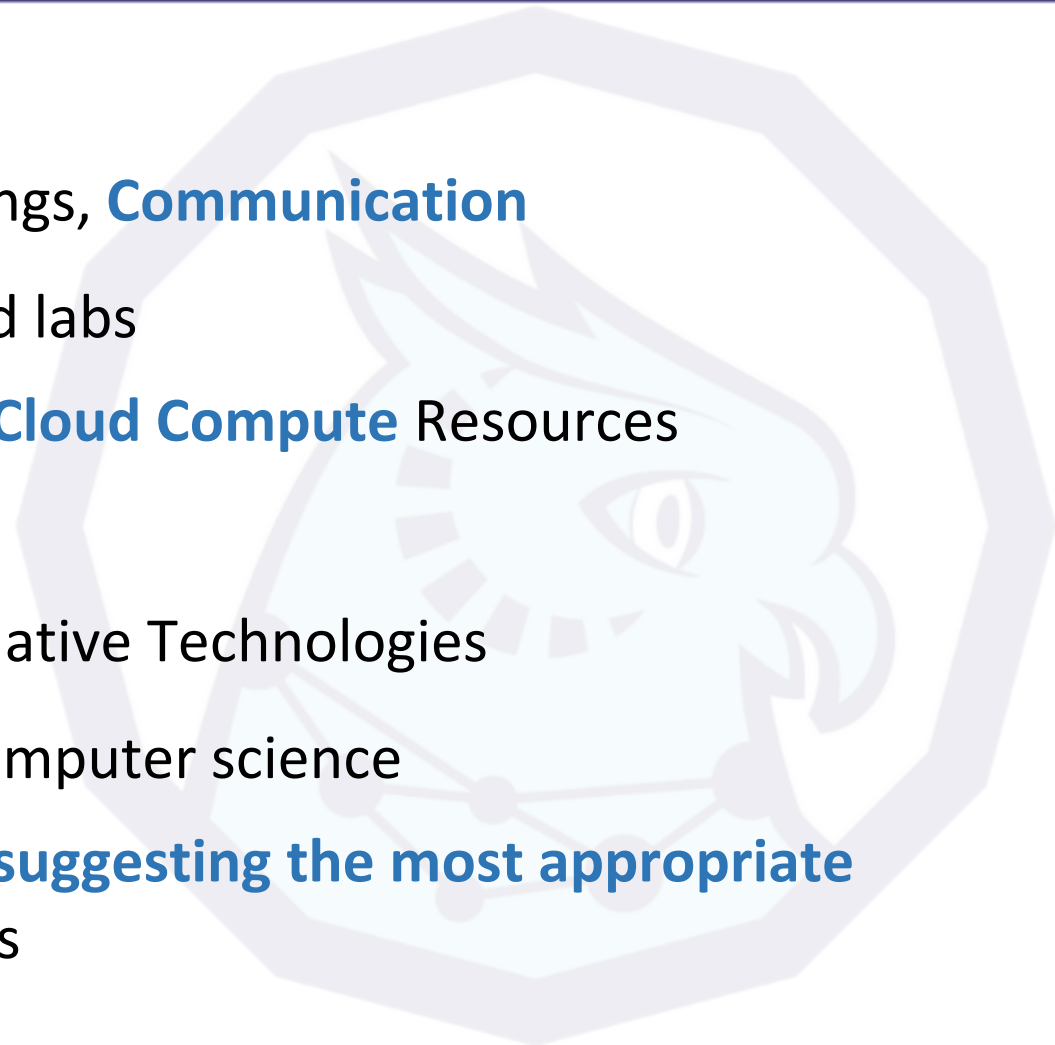 ngs, Communication
d labs
Cloud Compute Resources
ative Technologies
mputer science
suggesting the most appropriate
s